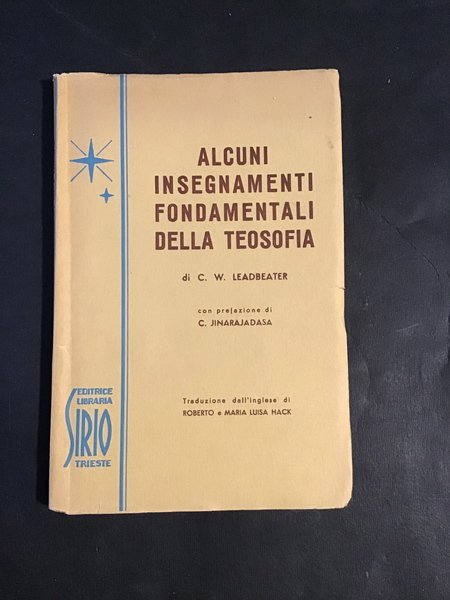 ALCUNI
INSEGNAMENTI
FONDAMENTALI
DELLA TEOSOFIA
di C. W. LEADBEATER
con prefazione di
C. JINARAJADASA
Traduzione dall'inglese di
ROBERTO e MARIA LUISA HACK
EDITRICE
LIBRARIA
SIRIO
TRIESTE